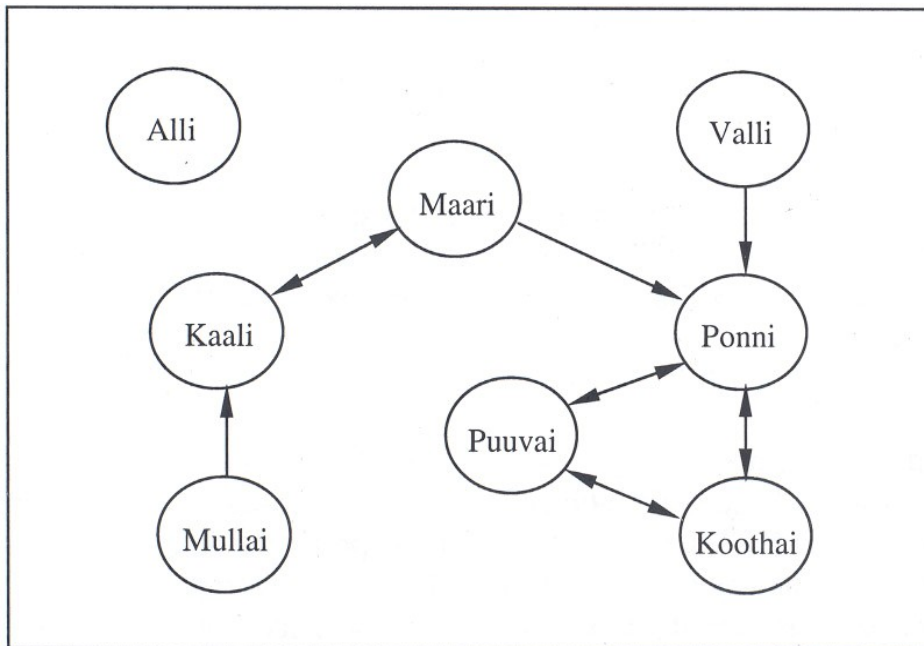 Alli
Valli
Maari
Kaali
Ponni
Puuvai
Mullai
Koothai